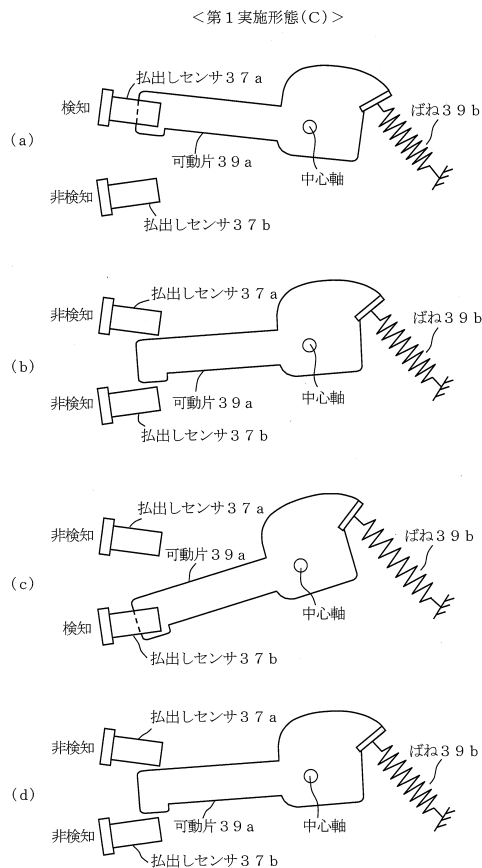 ＜第１実施形態(C)＞
払出しセンサ３７a
検知
ばね３９b
(a)
可動片３９a
中心軸
非検知
払出しセンサ３７b
払出しセンサ３７a
非検知
ばね３９b
(b)
可動片３９a
中心軸
非検知
払出しセンサ３７b
払出しセンサ３７a
非検知
ばね３９b
可動片３９a
(c)
中心軸
検知
払出しセンサ３７b
払出しセンサ３７a
非検知
ばね３９b
(d)
可動片３９a
中心軸
非検知
払出しセンサ３７b